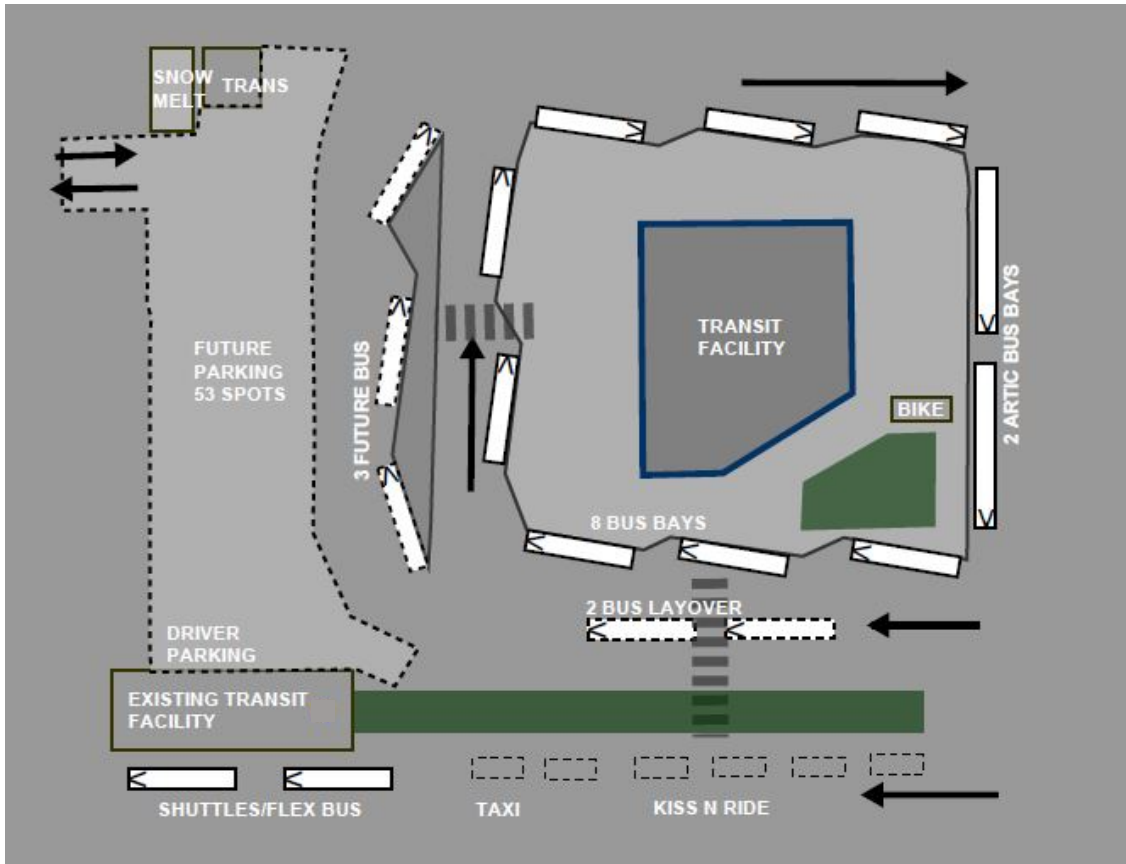 SNOW
MELT
TRANS
FUTURE
PARKING
53 SPOTS
3 FUTURE BUS
TRANSIT
FACILITY
BIKE
2 ARTIC BUS BAYS
8 BUS BAYS
2 BUS LAYOVER
DRIVER
PARKING
EXISTING TRANSIT
FACILITY
SHUTTLES/FLEX BUS
TAXI
KISS N RIDE